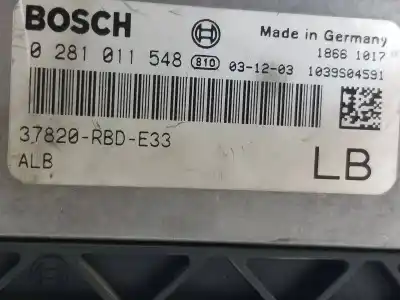 BOSCH
Made in Germany
1866 1017
0 281 011 548 810 03-12-03 1039S04591
37820-RBD-E33
ALB
LB